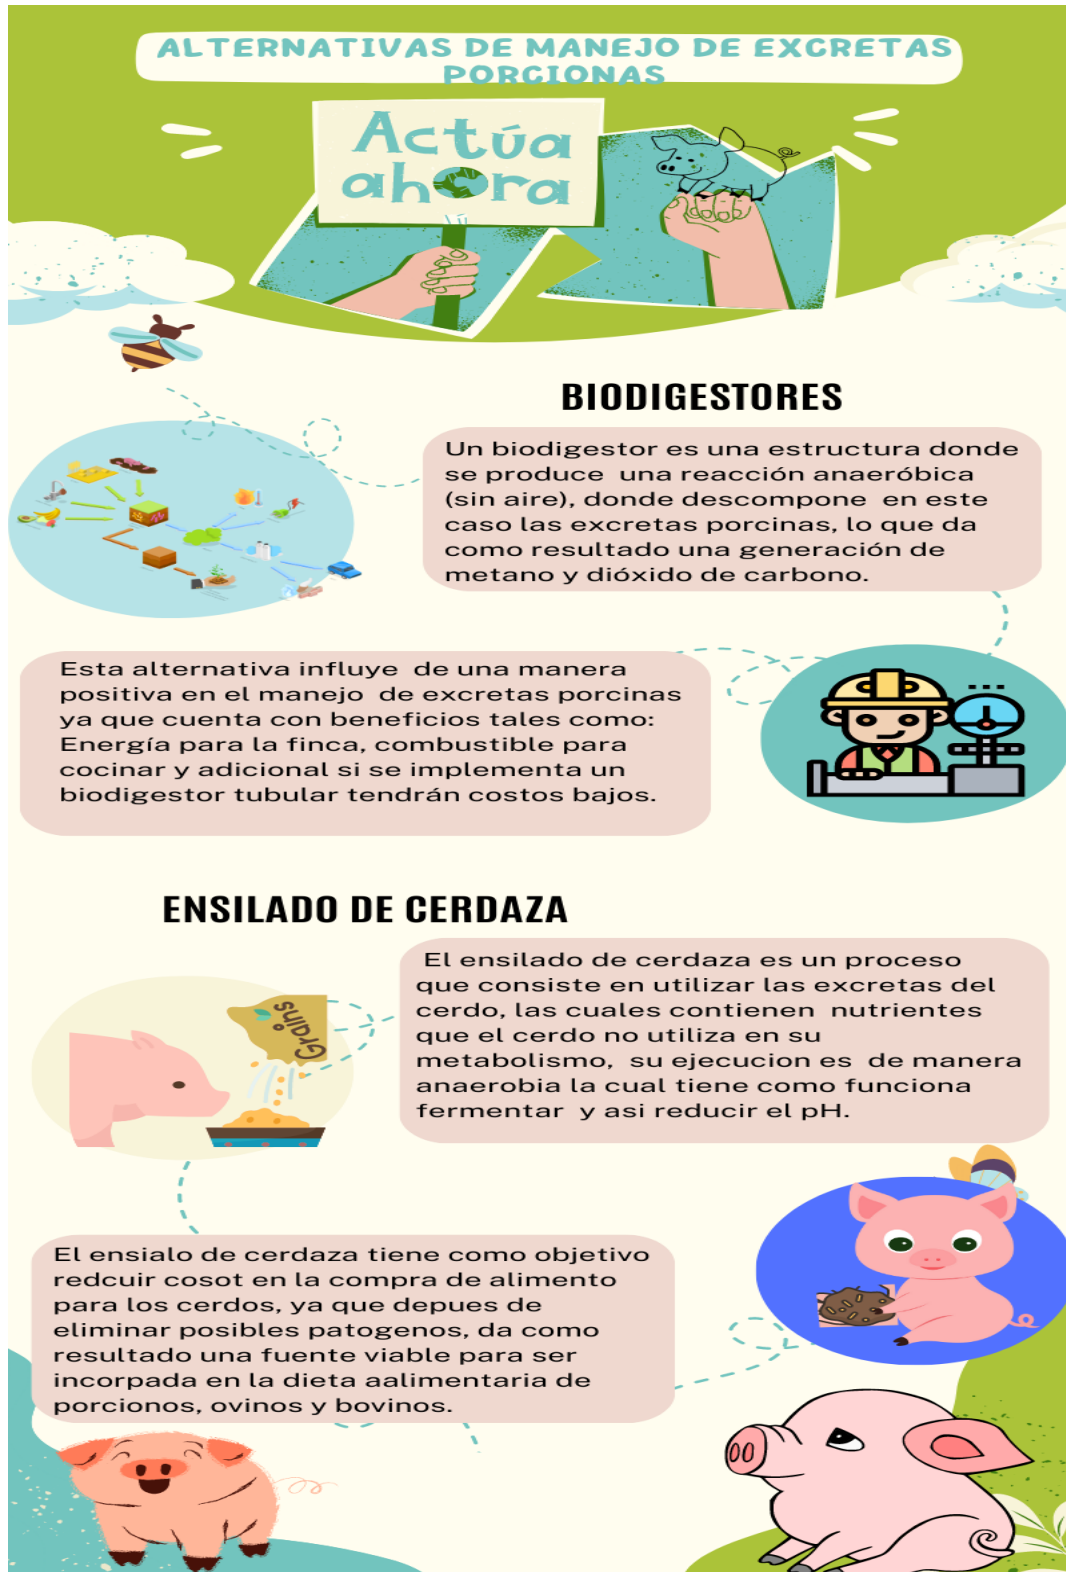 ALTERNATIVAS DE MANEJO DE EXCRETAS
PORCIONAS
Actúa
ahora
BIODIGESTORES
Un biodigestor es una estructura donde
se produce una reacción anaeróbica
(sin aire), donde descompone en este
caso las excretas porcinas, lo que da
como resultado una generación de
metano y dióxido de carbono.
Esta alternativa influye de una manera
positiva en el manejo de excretas porcinas
ya que cuenta con beneficios tales como:
Energía para la finca, combustible para
cocinar y adicional si se implementa un
biodigestor tubular tendrán costos bajos.
ENSILADO DE CERDAZA
El ensilado de cerdaza es un proceso
que consiste en utilizar las excretas del
cerdo, las cuales contienen nutrientes
que el cerdo no utiliza en su
metabolismo, su ejecucion es de manera
anaerobia la cual tiene como funciona
fermentar y asi reducir el pH.
Grains
El ensialo de cerdaza tiene como objetivo
redcuir cosot en la compra de alimento
para los cerdos, ya que depues de
eliminar posibles patogenos, da como
resultado una fuente viable para ser
incorpada en la dieta aalimentaria de
porcionos, ovinos y bovinos.